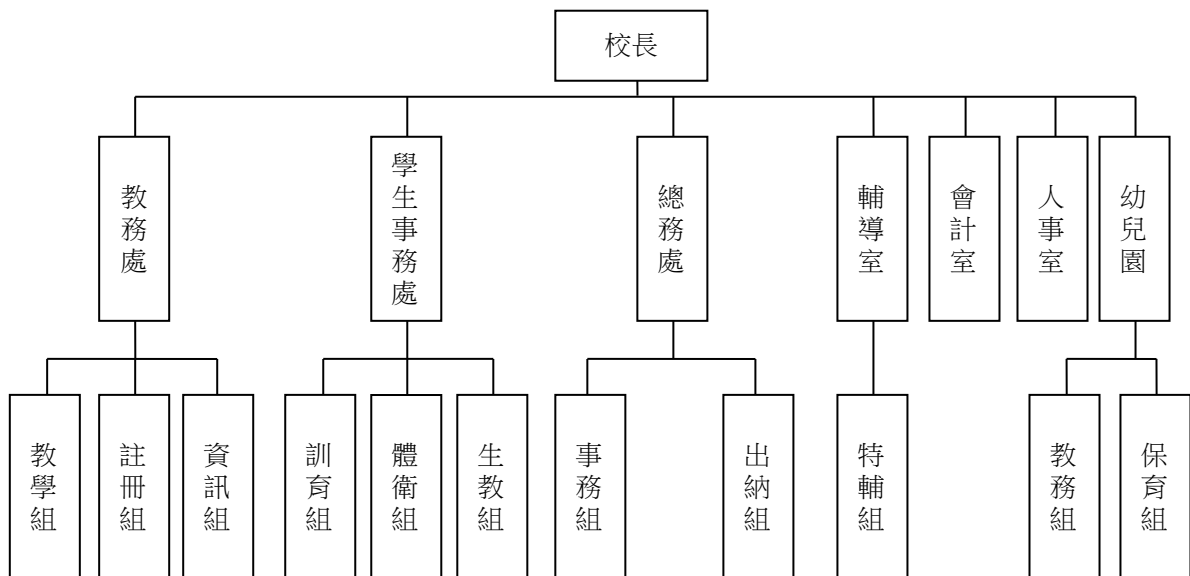 校長
教務處
學生事務處
總務處
輔導室
會計室
人事室
幼兒園
教學組
註冊組
資訊組
訓育組
體衛組
生教組
事務組
出納組
特輔組
教務組
保育組